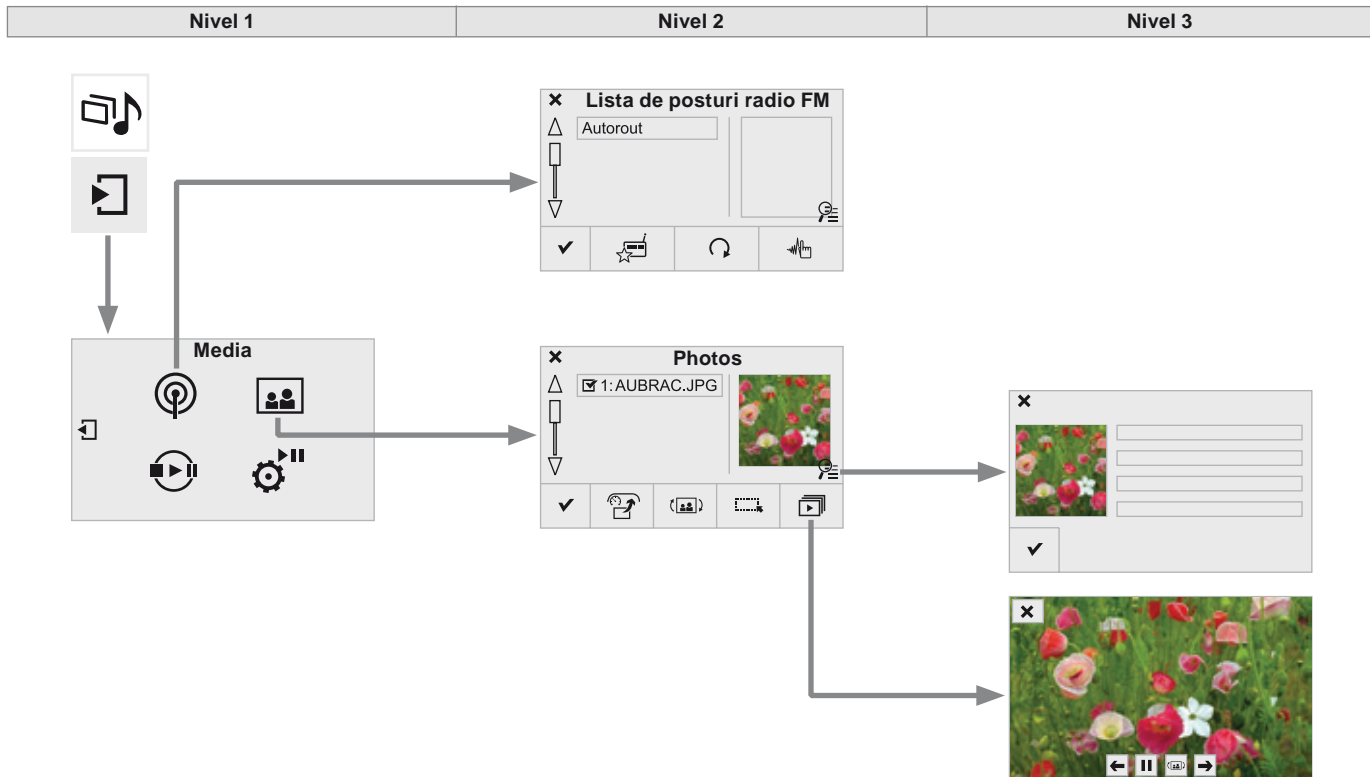 Nivel 1
Nivel 2
Nivel 3
Lista de posturi radio FM
Autorout
Media
Photos
1: AUBRAC.JPG